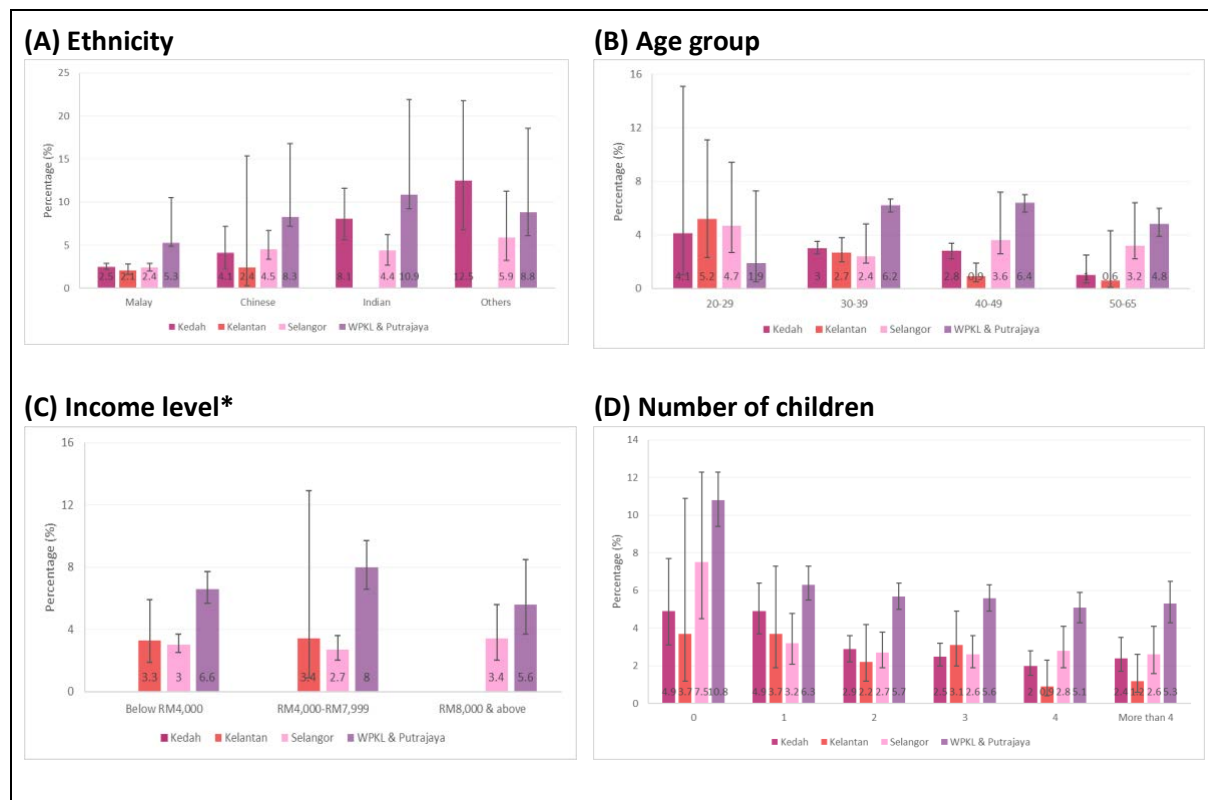 (A) Ethnicity
25
20
15
10
5
0
Percentage (%)
2.5 2.1 2.4 5.3 4.1 2.4 4.5 8.3 8.1 4.4 10.9 12.5 5.9 8.8
Malay Chinese Indian Others
Kedah Kelantan Selangor WPKL & Putrajaya
(B) Age group
16
12
8
4
0
Percentage (%)
4.1 5.2 4.7 1.9 3 2.7 2.4 6.2 2.8 0.9 3.6 6.4 1 0.6 3.2 4.8
20-29 30-39 40-49 50-65
Kedah Kelantan Selangor WPKL & Putrajaya
(C) Income level*
16
12
8
4
0
Percentage (%)
3.3 3 6.6 3.4 2.7 8 3.4 5.6
Below RM4,000 RM4,000-RM7,999 RM8,000 & above
Kedah Kelantan Selangor WPKL & Putrajaya
(D) Number of children
14
12
10
8
6
4
2
0
Percentage (%)
4.9 3.7 7.5 10.8 4.9 3.7 3.2 6.3 2.9 2.2 2.7 5.7 2.5 3.1 2.6 5.6 2 0.9 2.8 5.1 2.4 1.2 2.6 5.3
0 1 2 3 4 More than 4
Kedah Kelantan Selangor WPKL & Putrajaya